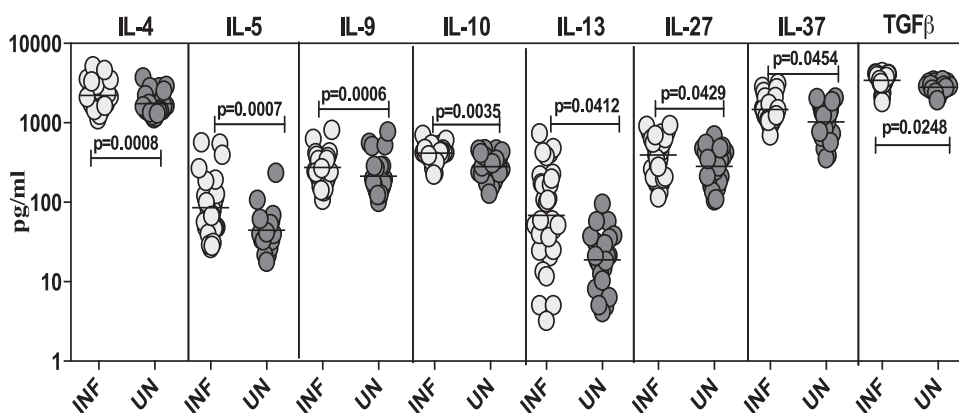 IL-4 IL-5 IL-9 IL-10 IL-13 IL-27 IL-37 TGFβ
10000
p=0.0454
p=0.0007 p=0.0006 p=0.0035 p=0.0412 p=0.0429
1000
p=0.0008 p=0.0248
pg/ml
100
10
1
INF UN INF UN INF UN INF UN INF UN INF UN INF UN INF UN